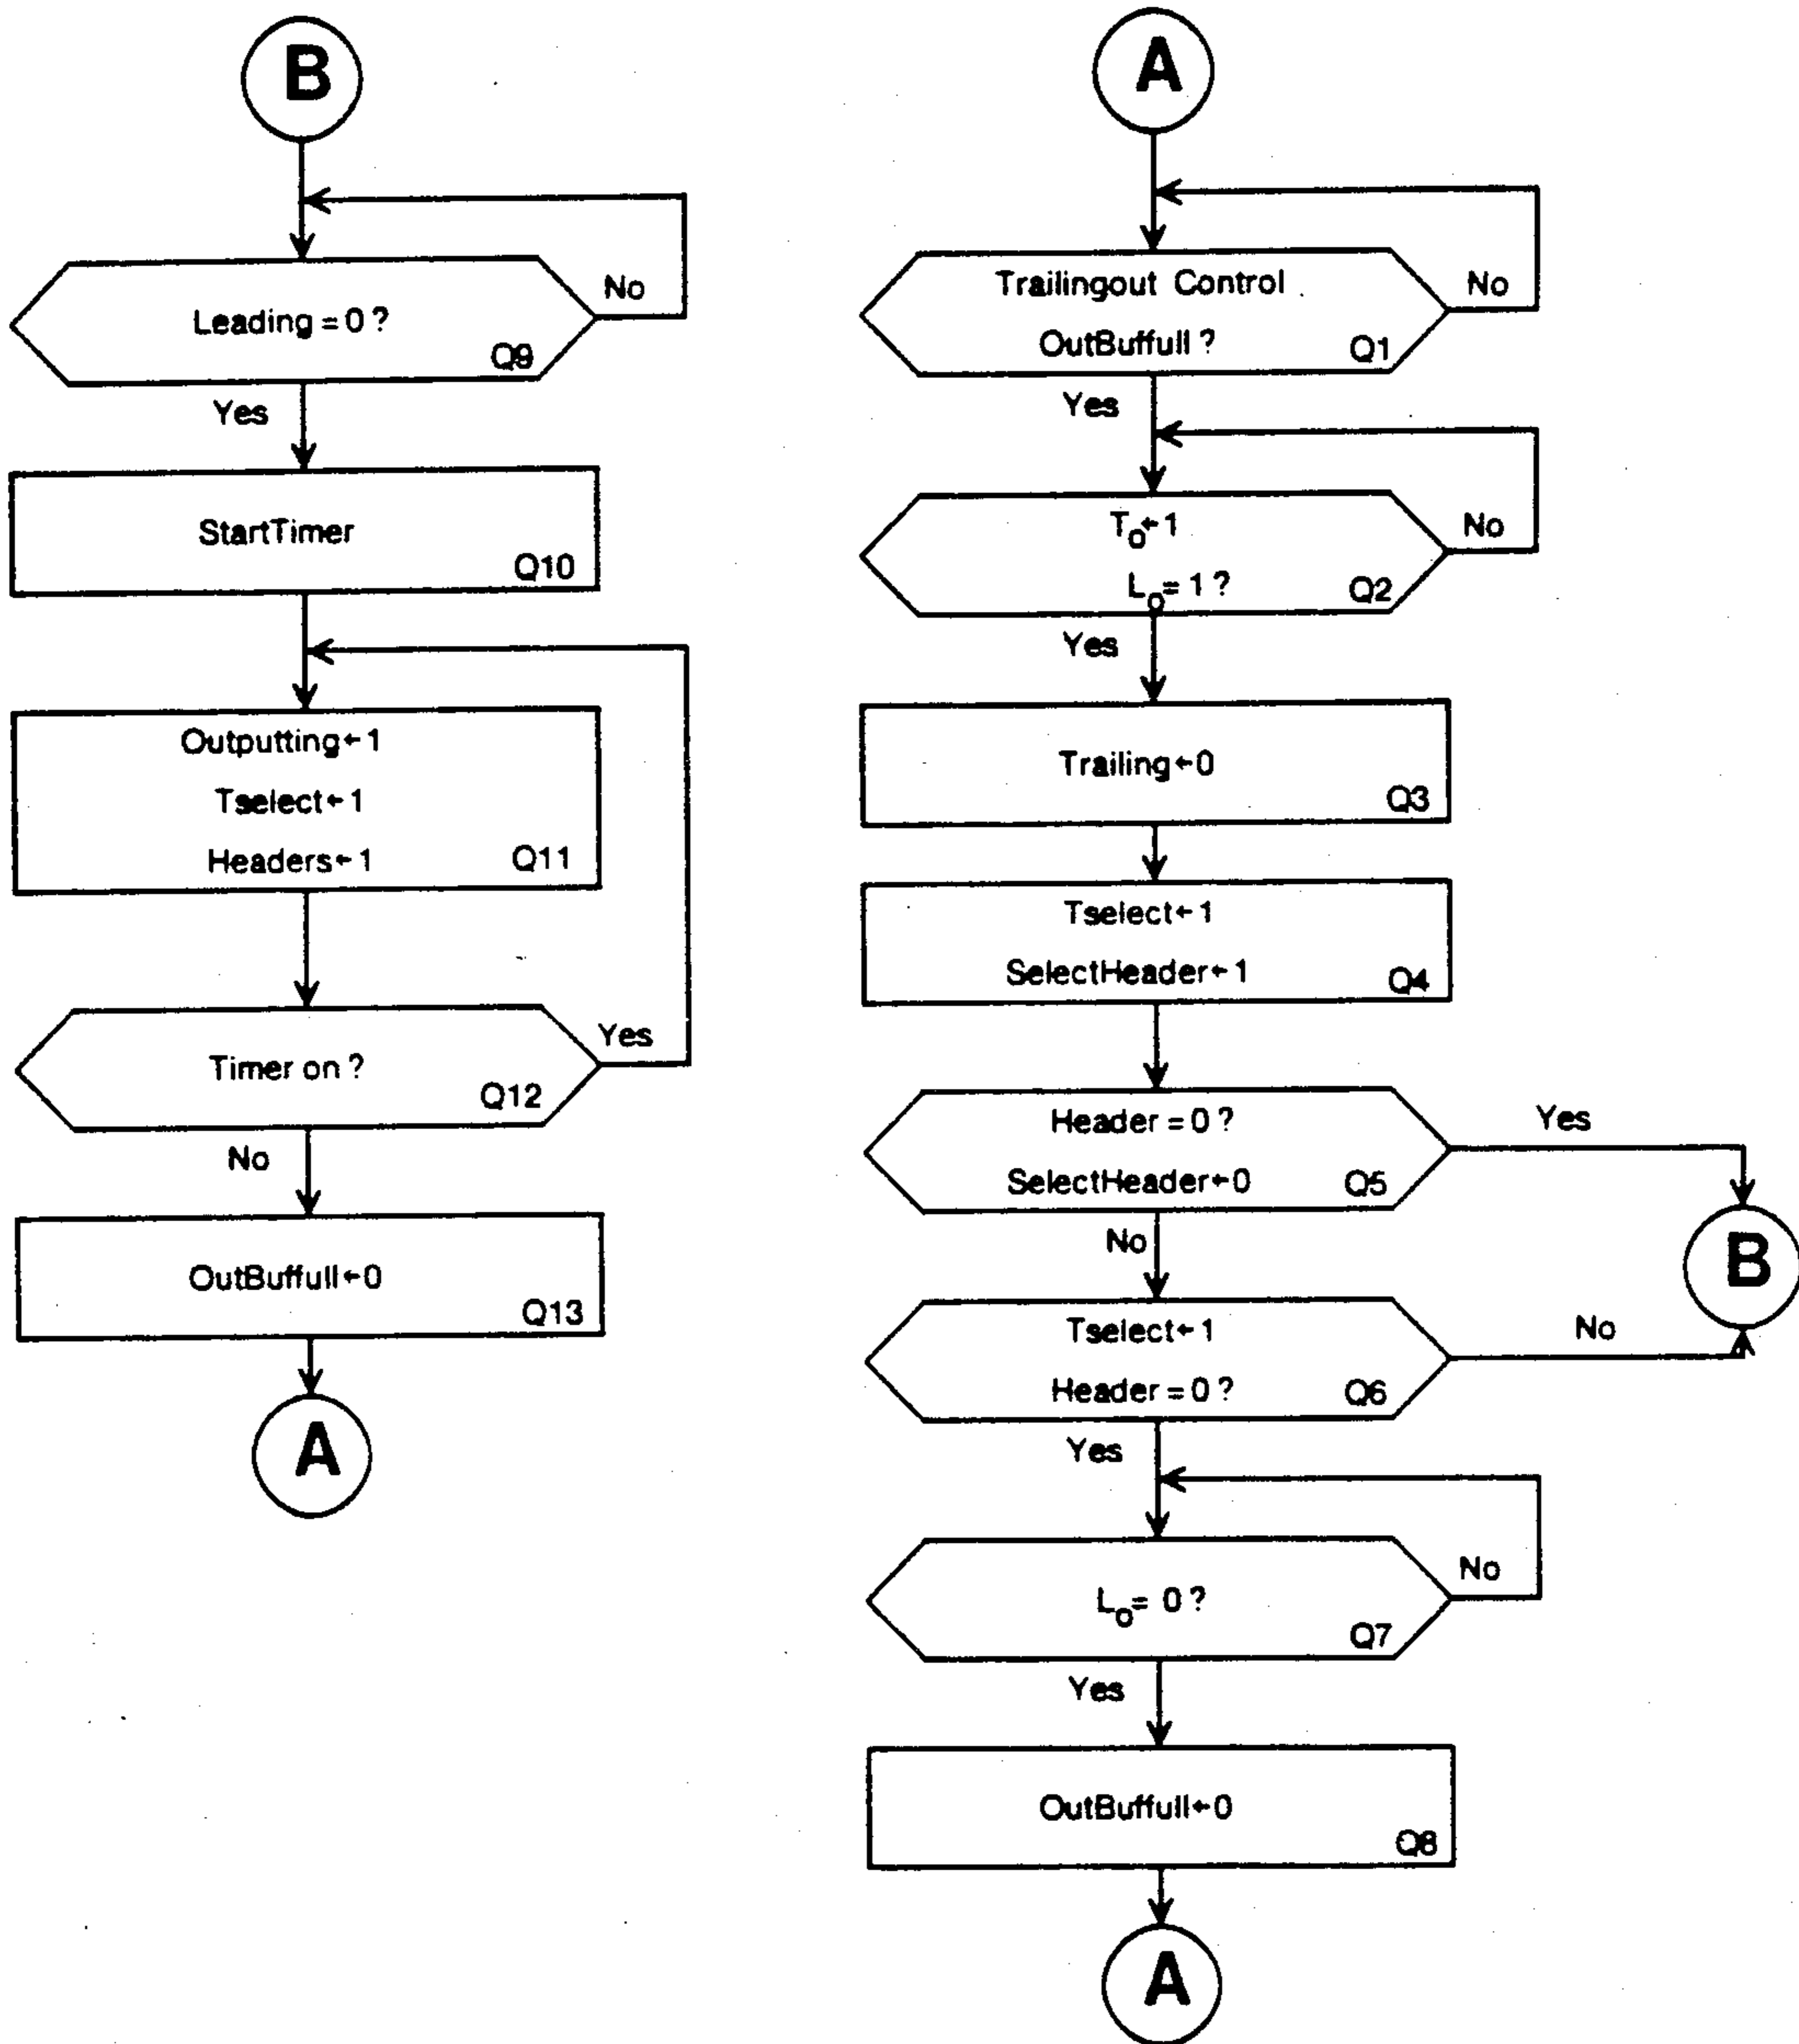 B
Leading = 0 ?
No
Q9
Yes
StartTimer
Q10
Outputting←1
Tselect←1
Headers←1
Q11
Timer on ?
Yes
Q12
No
OutBuffull←0
Q13
A
A
Trailingout Control
No
OutBuffull ?
Q1
Yes
To←1
No
Lo= 1 ?
Q2
Yes
Trailing←0
Q3
Tselect←1
SelectHeader←1
Q4
Header = 0 ?
Yes
SelectHeader←0
Q5
No
B
Tselect←1
No
Header = 0 ?
Q6
Yes
Lo= 0 ?
No
Q7
Yes
OutBuffull←0
Q8
A